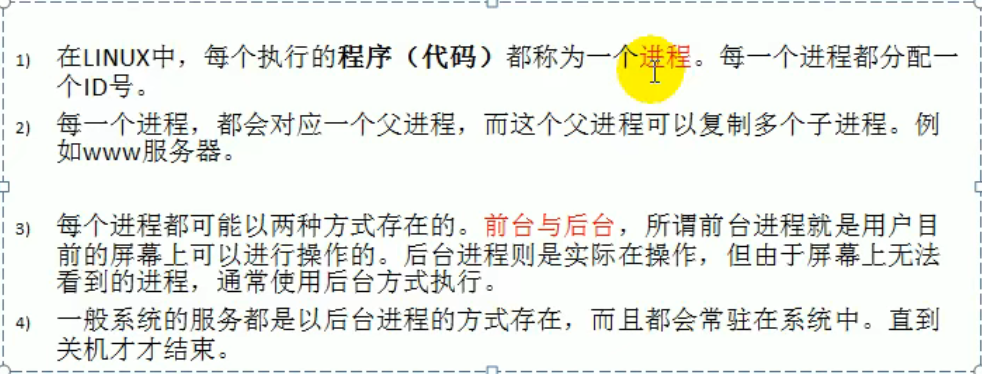 1) 在LINUX中，每个执行的程序（代码）都称为一个进程。每一个进程都分配一
个ID号。
2) 每一个进程，都会对应一个父进程，而这个父进程可以复制多个子进程。例
如www服务器。
3) 每个进程都可能以两种方式存在的。前台与后台，所谓前台进程就是用户目
前的屏幕上可以进行操作的。后台进程则是实际在操作，但由于屏幕上无法
看到的进程，通常使用后台方式执行。
4) 一般系统的服务都是以后台进程的方式存在，而且都会常驻在系统中。直到
关机才才结束。